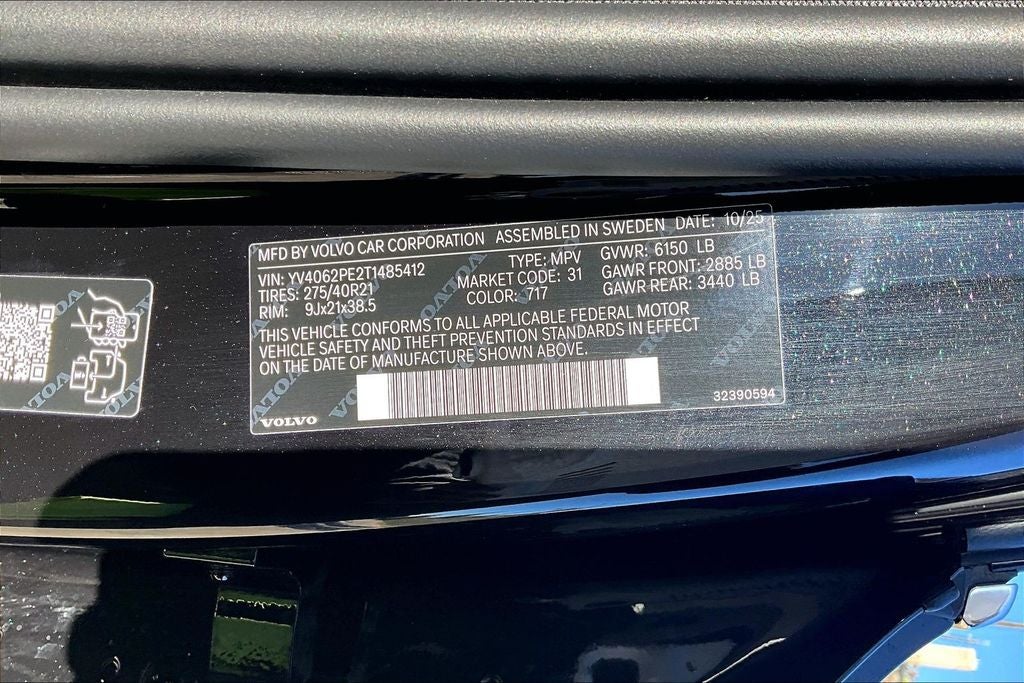 MFD BY VOLVO CAR CORPORATION ASSEMBLED IN SWEDEN DATE: 10/25
VIN: YV4062PE2T1485412 TYPE: MPV GVWR: 6150 LB
TIRES: 275/40R21 MARKET CODE: 31 GAWR FRONT: 2885 LB
RIM: 9Jx21x38.5 COLOR: 717 GAWR REAR: 3440 LB
THIS VEHICLE CONFORMS TO ALL APPLICABLE FEDERAL MOTOR
VEHICLE SAFETY AND THEFT PREVENTION STANDARDS IN EFFECT
ON THE DATE OF MANUFACTURE SHOWN ABOVE.
VOLVO
32390594